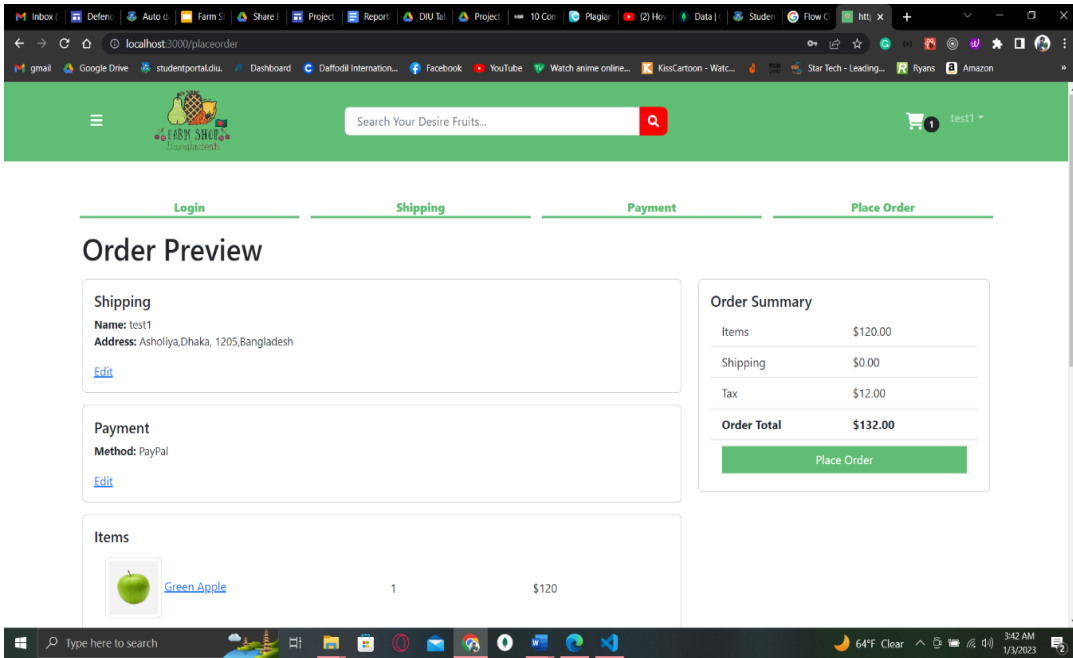 Inbox (
Defenc
Auto d
Farm S
Share F
Project
Report
DIU Tal
Project,
10 Com
Plagiar
(2) How
Data | (
Studen
Flow C
htt
localhost:3000/placeorder
gmail
Google Drive
studentportal.diu.
Dashboard
Daffodil Internation...
Facebook
YouTube
Watch anime online...
KissCartoon - Watc...
Star Tech - Leading...
Ryans
Amazon
»
FARM SHOP
Bangladesh
Search Your Desire Fruits...
1
test1
Login
Shipping
Payment
Place Order
Order Preview
Shipping
Name: test1
Address: Asholiya,Dhaka, 1205,Bangladesh
Edit
Payment
Method: PayPal
Edit
Items
Green Apple 1 $120
Order Summary
Items $120.00
Shipping $0.00
Tax $12.00
Order Total $132.00
Place Order
Type here to search
64°F Clear
3:42 AM
1/3/2023
2